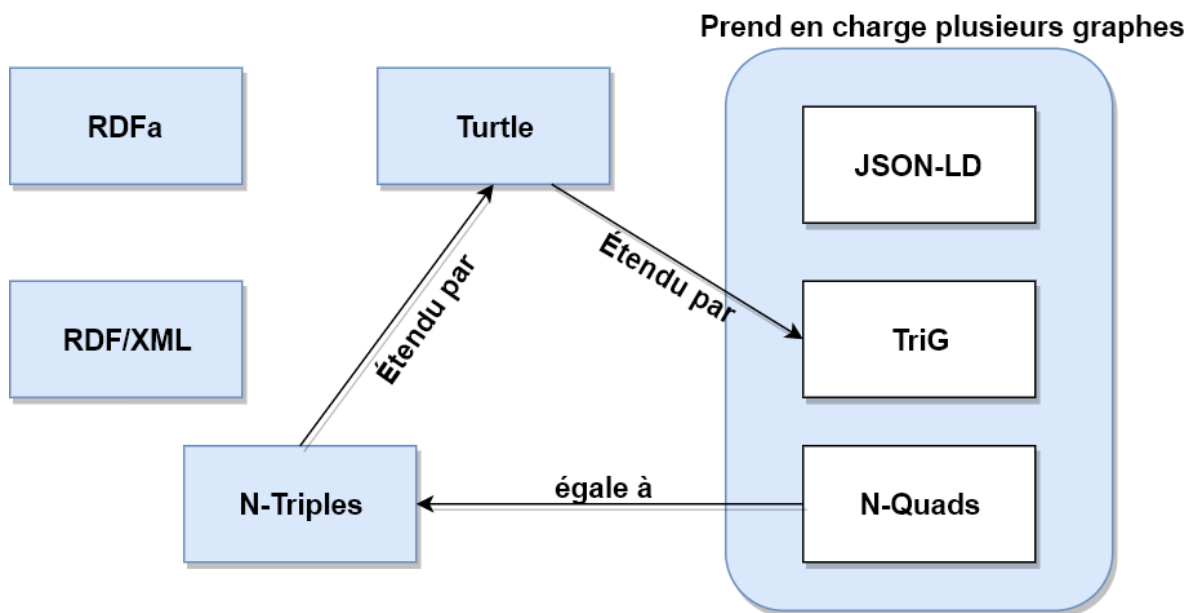 Prend en charge plusieurs graphes
RDFa
Turtle
JSON-LD
Étendu par
Étendu par
RDF/XML
TriG
N-Triples
égale à
N-Quads